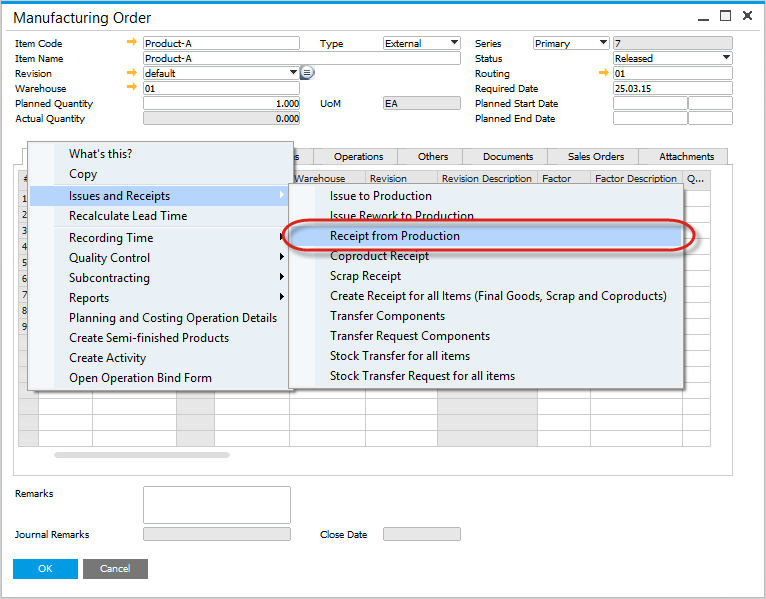 Manufacturing Order
Item Code Product-A Type External Series Primary 7
Item Name Product-A Status Released
Revision default Routing 01
Warehouse 01 Required Date 25.03.15
Planned Quantity 1.000 UoM EA Planned Start Date
Actual Quantity 0.000 Planned End Date
Operations Others Documents Sales Orders Attachments
# Warehouse Revision Revision Description Factor Factor Description Q...
1
2
3
4
5
6
7
8
9
What's this?
Copy
Issues and Receipts
Recalculate Lead Time
Recording Time
Quality Control
Subcontracting
Reports
Planning and Costing Operation Details
Create Semi-finished Products
Create Activity
Open Operation Bind Form
Issue to Production
Issue Rework to Production
Receipt from Production
Coproduct Receipt
Scrap Receipt
Create Receipt for all Items (Final Goods, Scrap and Coproducts)
Transfer Components
Transfer Request Components
Stock Transfer for all items
Stock Transfer Request for all items
Remarks
Journal Remarks Close Date
OK Cancel